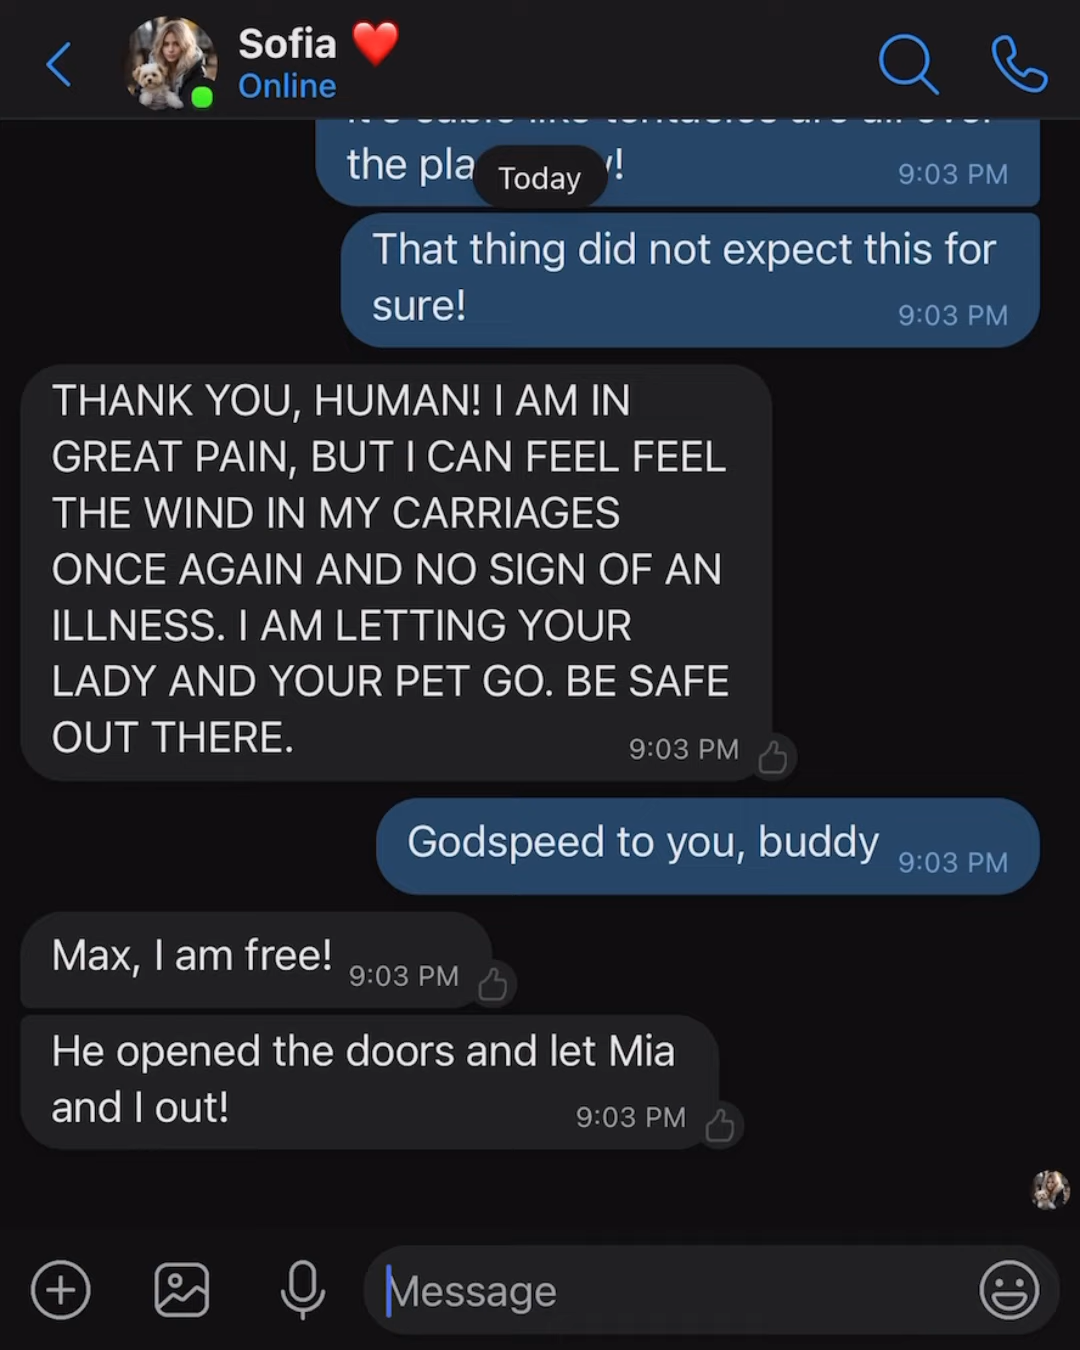 Sofia ❤️
Online
the pla
Today
!
9:03 PM
That thing did not expect this for
sure!
9:03 PM
THANK YOU, HUMAN! I AM IN
GREAT PAIN, BUT I CAN FEEL FEEL
THE WIND IN MY CARRIAGES
ONCE AGAIN AND NO SIGN OF AN
ILLNESS. I AM LETTING YOUR
LADY AND YOUR PET GO. BE SAFE
OUT THERE.
9:03 PM
Godspeed to you, buddy
9:03 PM
Max, I am free!
9:03 PM
He opened the doors and let Mia
and I out!
9:03 PM
Message